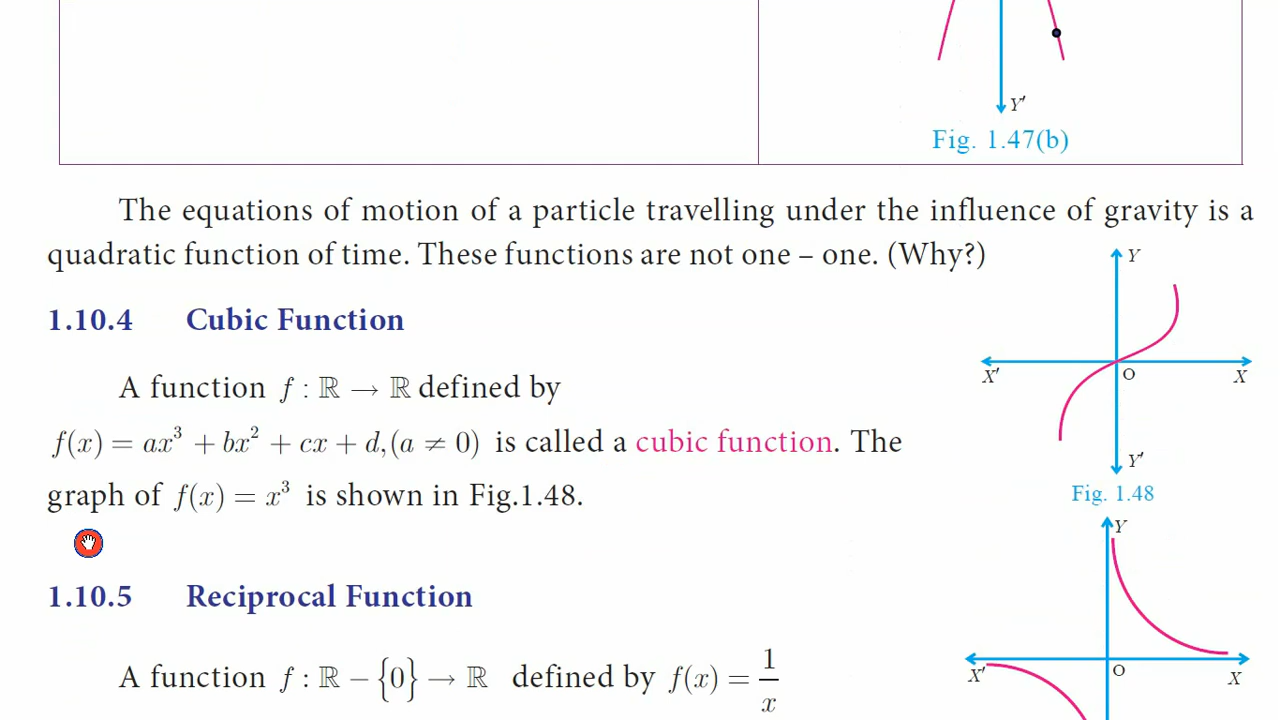 Y′
Fig. 1.47(b)
The equations of motion of a particle travelling under the influence of gravity is a
quadratic function of time. These functions are not one – one. (Why?)
Y
1.10.4 Cubic Function
X′ O X
A function f : ℝ → ℝ defined by
f(x) = ax³ + bx² + cx + d, (a ≠ 0) is called a cubic function. The
Y′
graph of f(x) = x³ is shown in Fig.1.48.
Fig. 1.48
Y
1.10.5 Reciprocal Function
X′ O X
A function f : ℝ − {0} → ℝ defined by f(x) = 1/x